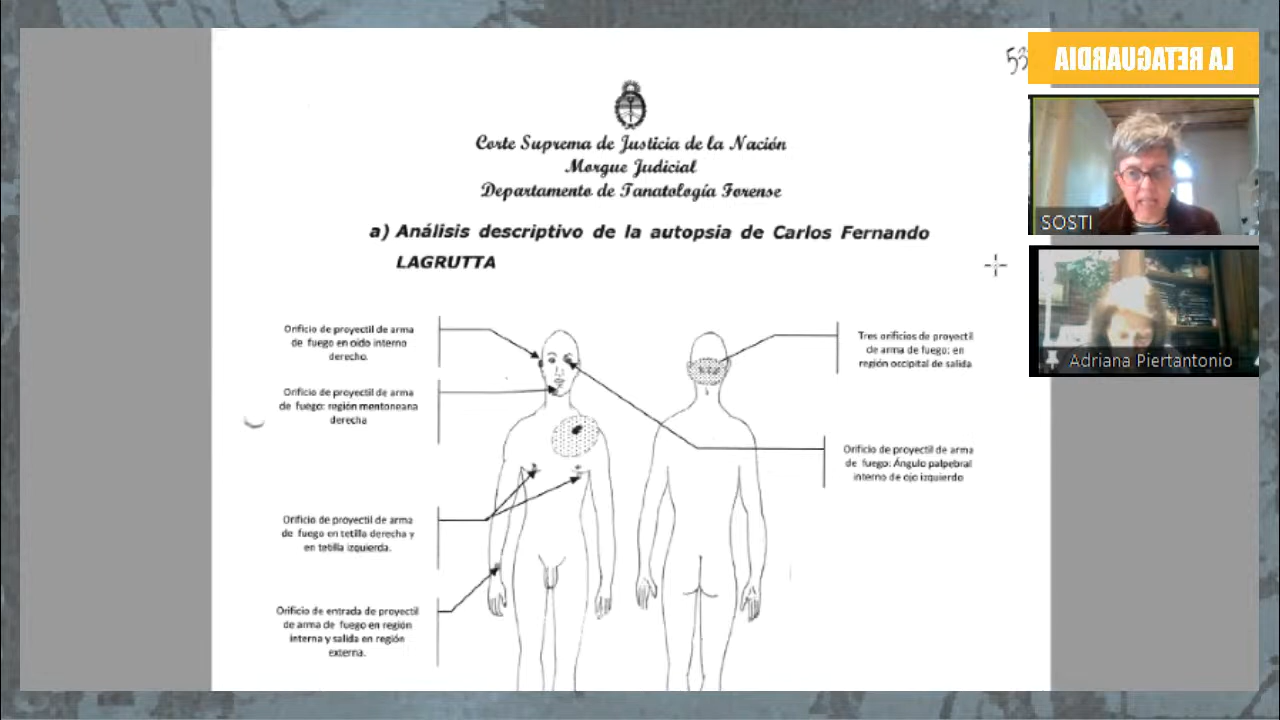 53
LA RETAGUARDIA
Corte Suprema de Justicia de la Nación
Morgue Judicial
Departamento de Tanatología Forense
a) Análisis descriptivo de la autopsia de Carlos Fernando
LAGRUTTA
Orificio de proyectil de arma
de fuego en oido interno
derecho.
Orificio de proyectil de arma
de fuego: región mentoneana
derecha
Orificio de proyectil de arma
de fuego en tetilla derecha y
en tetilla izquierda.
Orificio de entrada de proyectil
de arma de fuego en región
interna y salida en región
externa.
Tres orificios de proyectil
de arma de fuego: en
región occipital de salida
Orificio de proyectil de arma
de fuego: Ángulo palpebral
interno de ojo izquierdo
SOSTI
Adriana Piertantonio